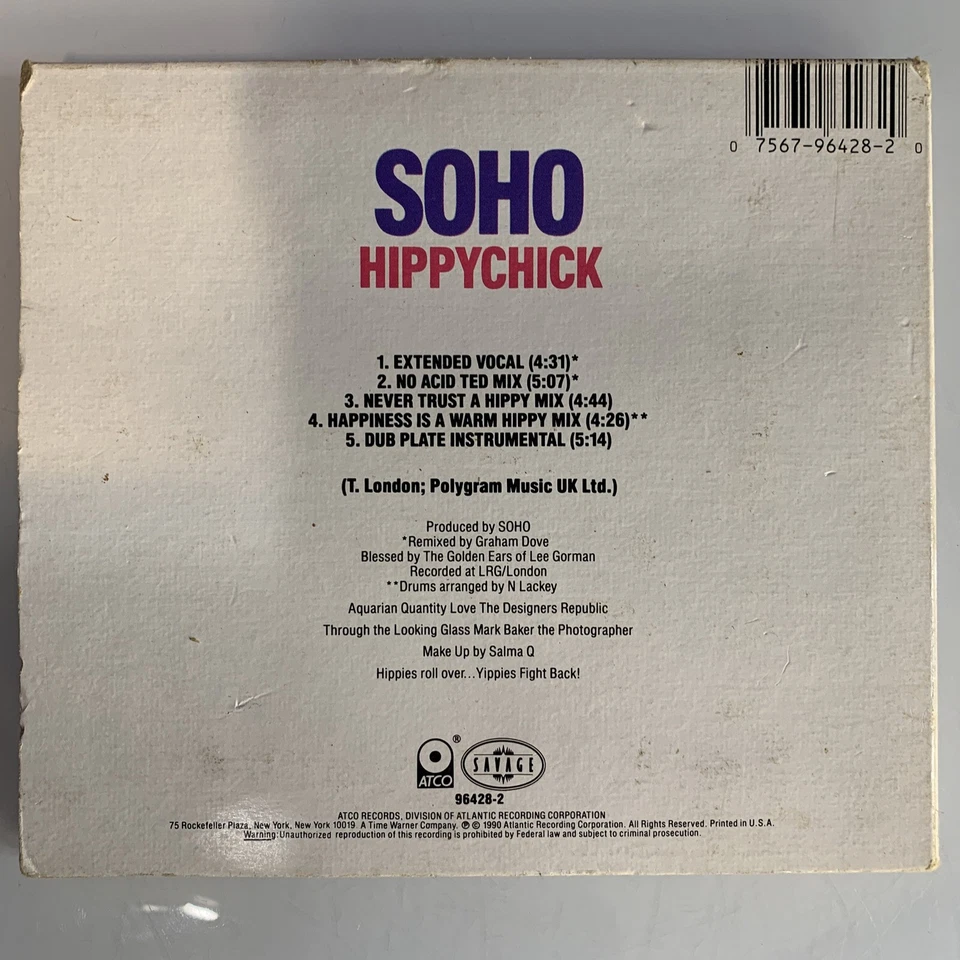 0 7567-96428-2 0
SOHO
HIPPYCHICK
1. EXTENDED VOCAL (4:31)*
2. NO ACID TED MIX (5:07)*
3. NEVER TRUST A HIPPY MIX (4:44)
4. HAPPINESS IS A WARM HIPPY MIX (4:26)**
5. DUB PLATE INSTRUMENTAL (5:14)
(T. London; Polygram Music UK Ltd.)
Produced by SOHO
*Remixed by Graham Dove
Blessed by The Golden Ears of Lee Gorman
Recorded at LRG/London
**Drums arranged by N Lackey
Aquarian Quantity Love The Designers Republic
Through the Looking Glass Mark Baker the Photographer
Make Up by Salma Q
Hippies roll over...Yippies Fight Back!
ATCO ® SAVAGE
96428-2
ATCO RECORDS, DIVISION OF ATLANTIC RECORDING CORPORATION
75 Rockefeller Plaza, New York, New York 10019 A Time Warner Company. ℗ © 1990 Atlantic Recording Corporation. All Rights Reserved. Printed in U.S.A.
Warning: Unauthorized reproduction of this recording is prohibited by Federal law and subject to criminal prosecution.